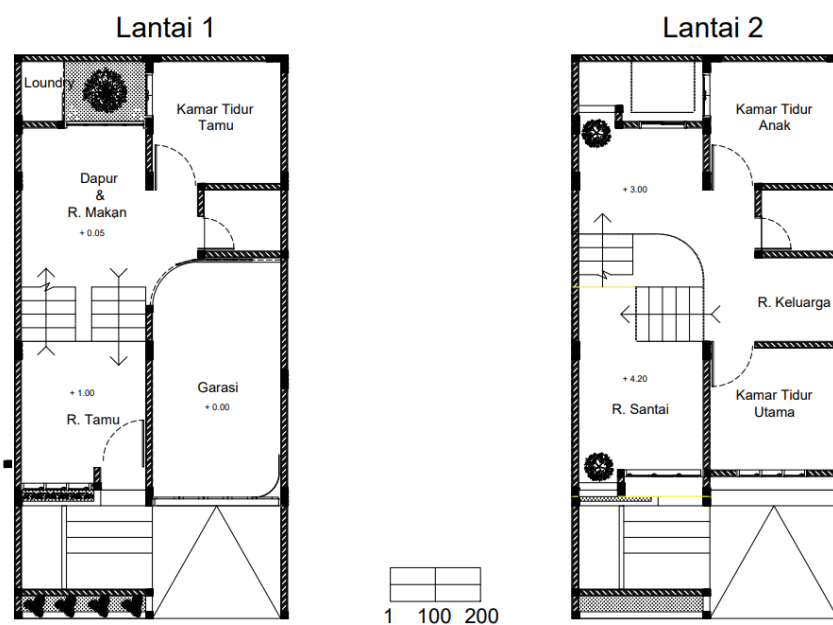 Lantai 1
Loundry
Kamar Tidur
Tamu
Dapur
&
R. Makan
+ 0.05
+ 1.00
R. Tamu
Garasi
+ 0.00
1 100 200
Lantai 2
Kamar Tidur
Anak
+ 3.00
R. Keluarga
+ 4.20
R. Santai
Kamar Tidur
Utama